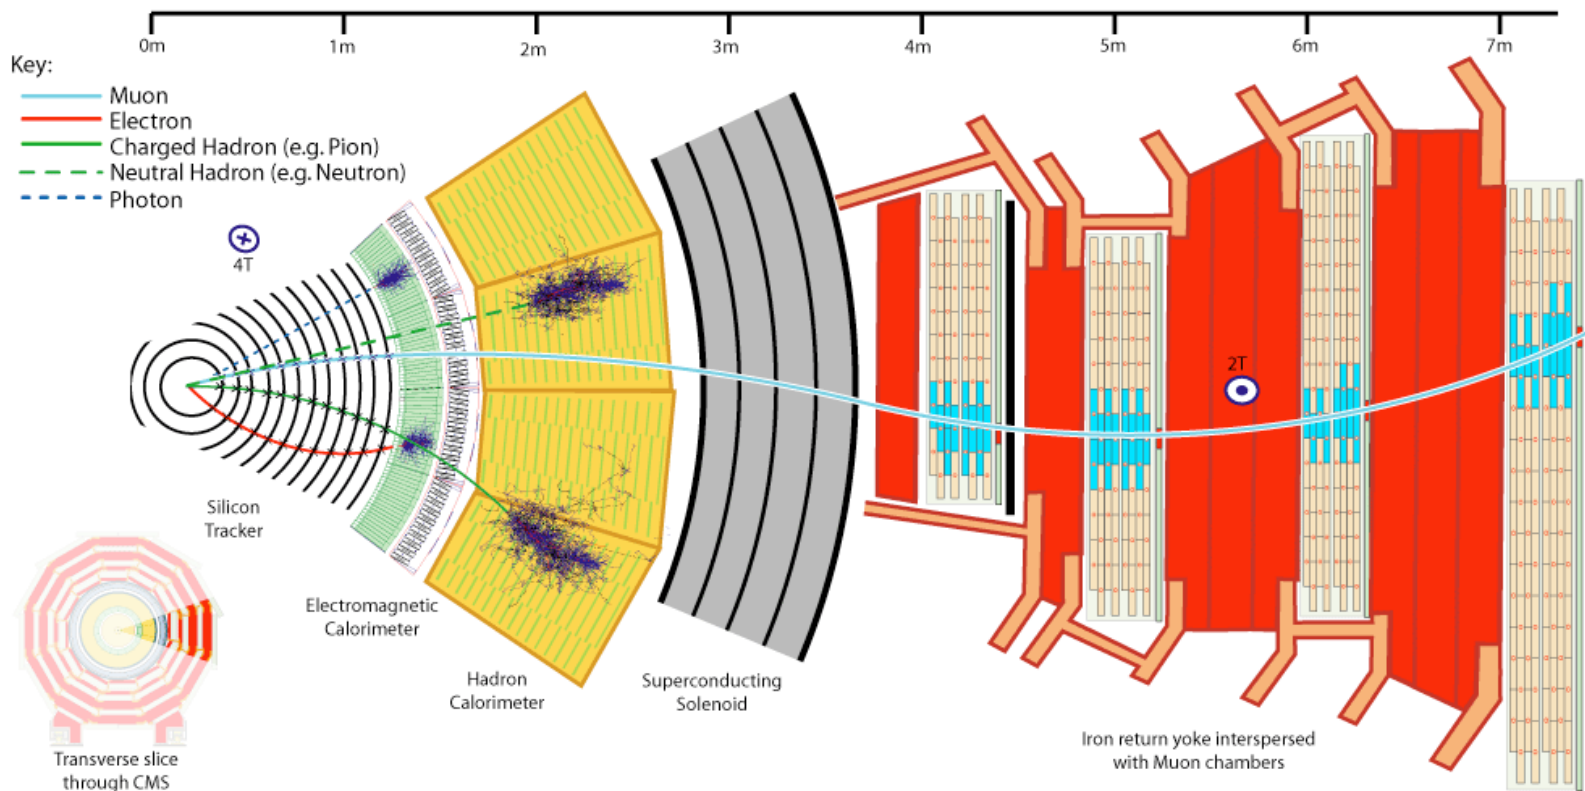 0m 1m 2m 3m 4m 5m 6m 7m
Key:
Muon
Electron
Charged Hadron (e.g. Pion)
Neutral Hadron (e.g. Neutron)
Photon
4T
2T
Silicon
Tracker
Electromagnetic
Calorimeter
Hadron
Calorimeter
Superconducting
Solenoid
Iron return yoke interspersed
with Muon chambers
Transverse slice
through CMS